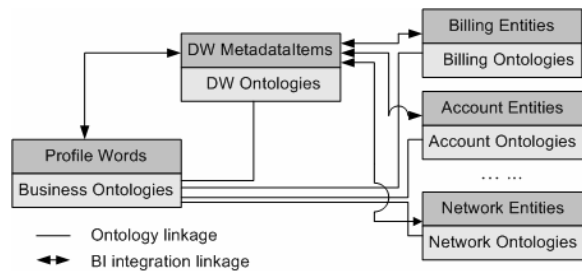 Billing Entities
Billing Ontologies
DW MetadataItems
DW Ontologies
Account Entities
Account Ontologies
Profile Words
Business Ontologies
... ...
Network Entities
Network Ontologies
Ontology linkage
BI integration linkage